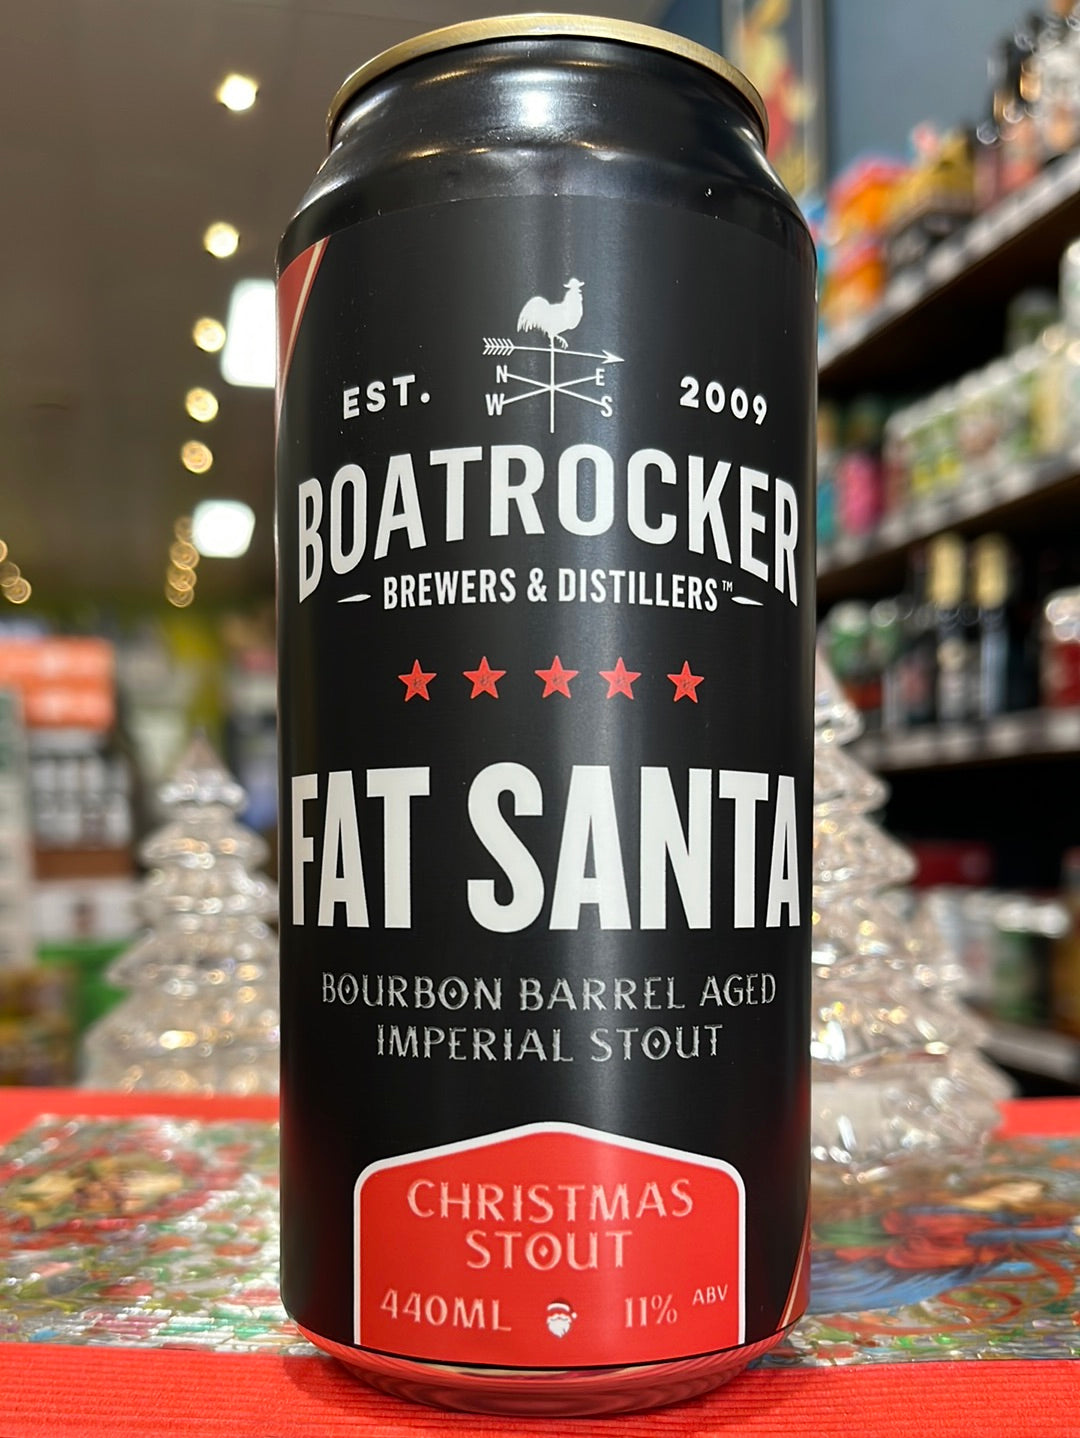 N E
W S
EST. 2009
BOATROCKER
BREWERS & DISTILLERS™
FAT SANTA
BOURBON BARREL AGED
IMPERIAL STOUT
CHRISTMAS
STOUT
440ML 11% ABV